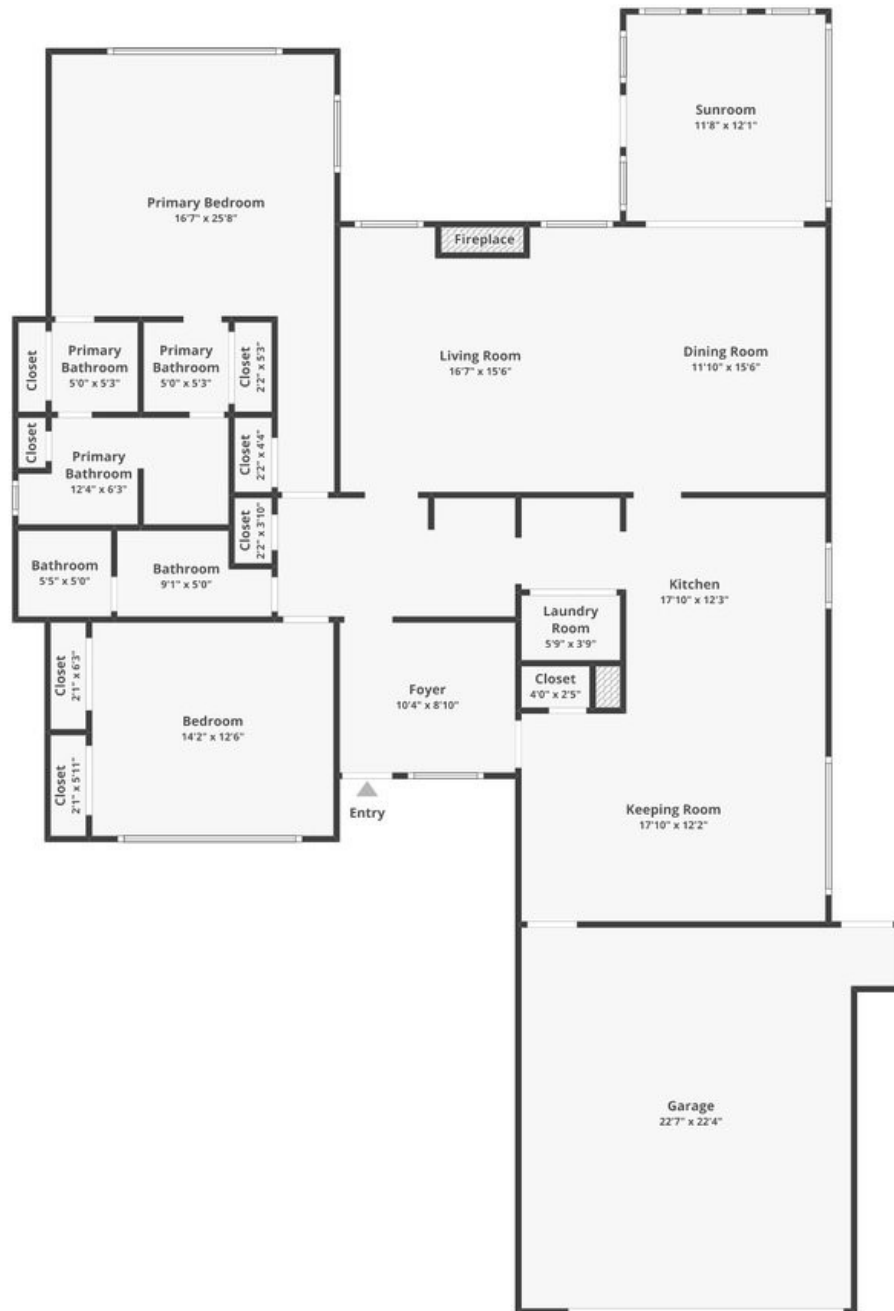 Sunroom
11'8" x 12'1"
Primary Bedroom
16'7" x 25'8"
Fireplace
Living Room
16'7" x 15'6"
Dining Room
11'10" x 15'6"
Closet
Primary
Bathroom
5'0" x 5'3"
Primary
Bathroom
5'0" x 5'3"
Closet
2'2" x 5'3"
Closet
Primary
Bathroom
12'4" x 6'3"
Closet
2'2" x 4'4"
Closet
2'2" x 3'10"
Bathroom
5'5" x 5'0"
Bathroom
9'1" x 5'0"
Kitchen
17'10" x 12'3"
Laundry
Room
5'9" x 3'9"
Closet
4'0" x 2'5"
Closet
2'1" x 6'3"
Bedroom
14'2" x 12'6"
Closet
2'1" x 5'11"
Foyer
10'4" x 8'10"
Entry
Keeping Room
17'10" x 12'2"
Garage
22'7" x 22'4"